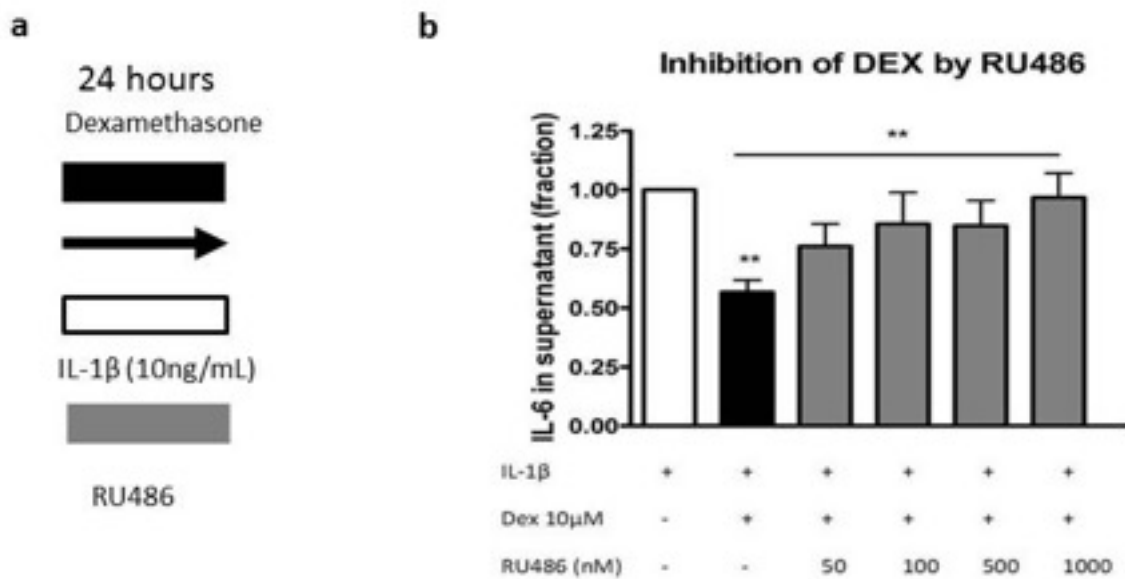 a
24 hours
Dexamethasone
IL-1β (10ng/mL)
RU486
b
Inhibition of DEX by RU486
IL-6 in supernatant (fraction)
1.25
1.00
0.75
0.50
0.25
0.00
**
**
IL-1β + + + + + +
Dex 10μM - + + + + +
RU486 (nM) - - 50 100 500 1000